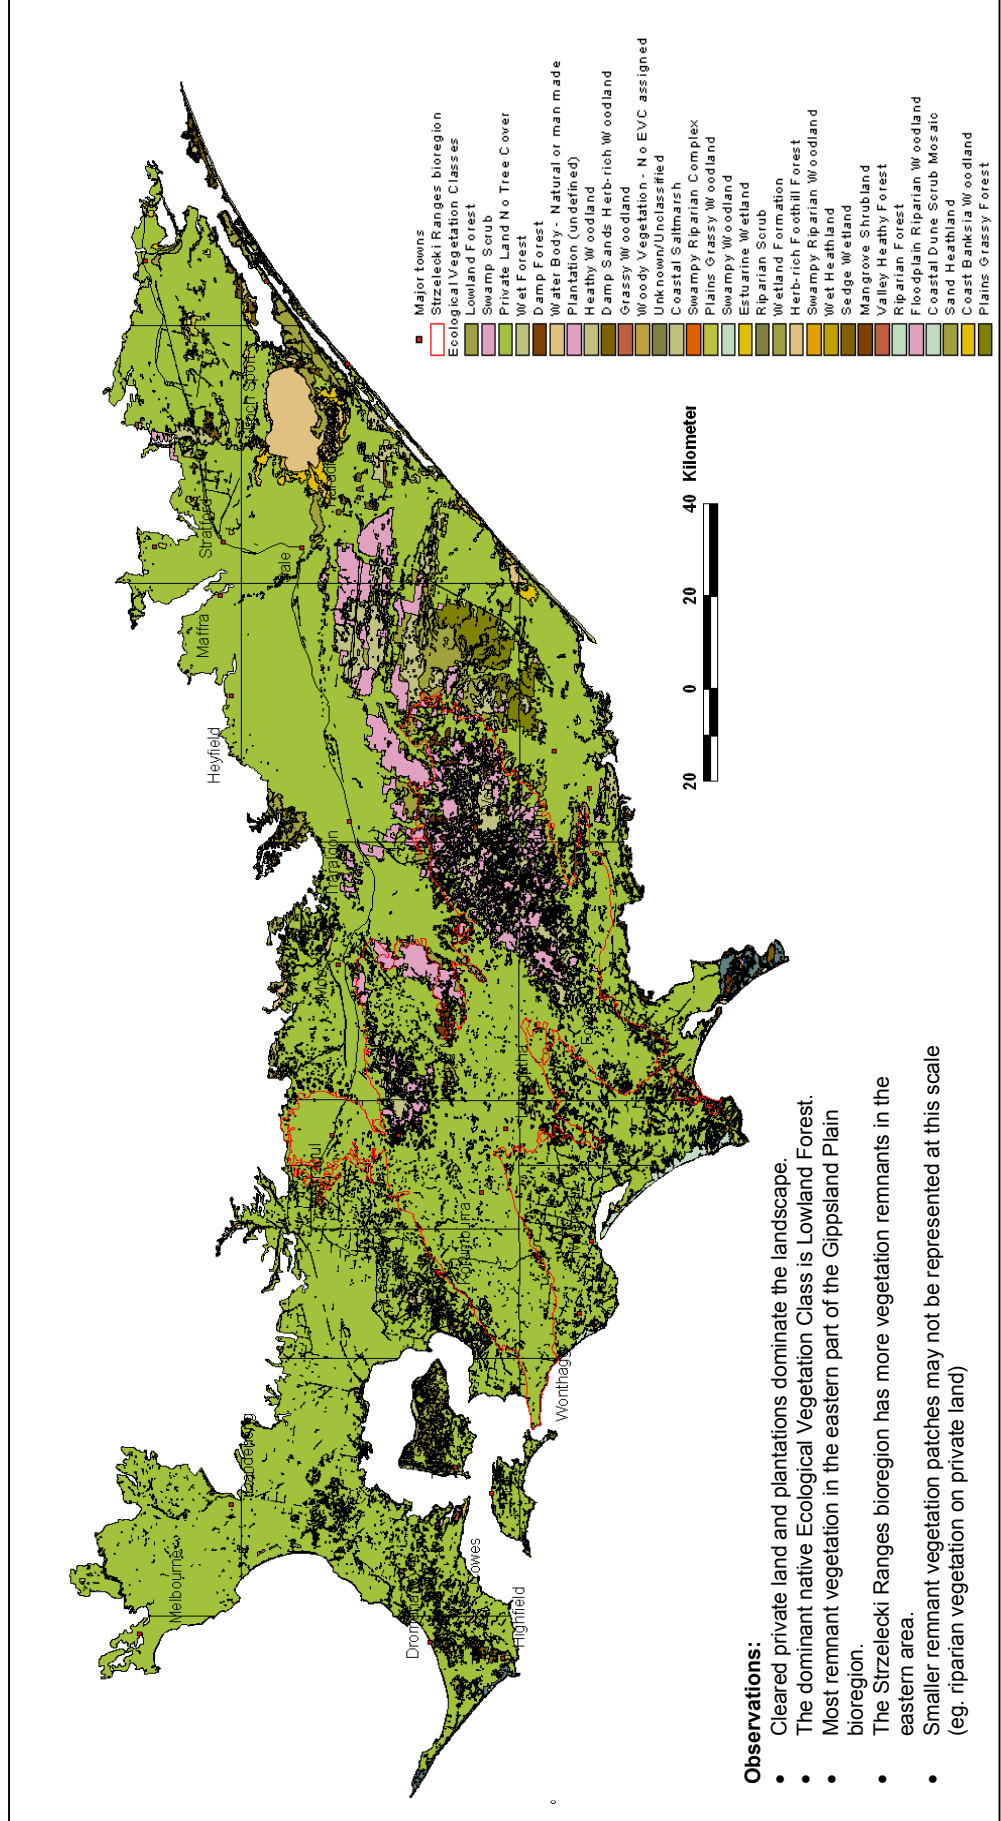 Major towns
Strzelecki Ranges bioregion
Ecological Vegetation Classes
Lowland Forest
Swamp Scrub
Private Land No Tree Cover
Wet Forest
Damp Forest
Water Body - Natural or man made
Plantation (undefined)
Heathy Woodland
Damp Sands Herb-rich Woodland
Grassy Woodland
Woody Vegetation - No EVC assigned
Unknown/Unclassified
Coastal Saltmarsh
Swampy Riparian Complex
Plains Grassy Woodland
Swampy Woodland
Estuarine Wetland
Riparian Scrub
Wetland Formation
Herb-rich Foothill Forest
Swampy Riparian Woodland
Wet Heathland
Sedge Wetland
Mangrove Shrubland
Valley Heathy Forest
Riparian Forest
Floodplain Riparian Woodland
Coastal Dune Scrub Mosaic
Sand Heathland
Coast Banksia Woodland
Plains Grassy Forest
Melbourne
Heyfield
Maffra
Stratford
Traralgon
Korumburra
Highfield
20 0 20 40 Kilometer
Observations:
• Cleared private land and plantations dominate the landscape.
• The dominant native Ecological Vegetation Class is Lowland Forest.
• Most remnant vegetation in the eastern part of the Gippsland Plain
bioregion.
• The Strzelecki Ranges bioregion has more vegetation remnants in the
eastern area.
• Smaller remnant vegetation patches may not be represented at this scale
(eg. riparian vegetation on private land)